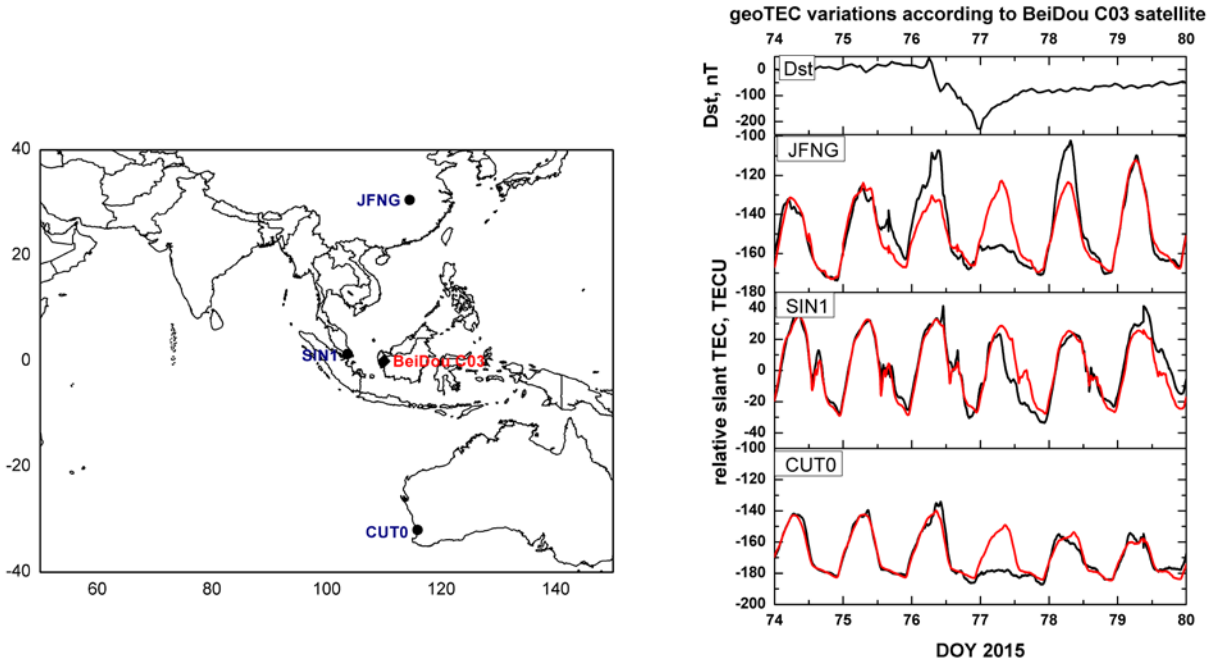 40
20
0
-20
-40
60
80
100
120
140
JFNG
SIN1
BeiDou C03
CUT0
geoTEC variations according to BeiDou C03 satellite
74 75 76 77 78 79 80
Dst, nT
0
-100
-200
Dst
relative slant TEC, TECU
-100
-120
-140
-160
-180
JFNG
40
20
0
-20
-40
SIN1
-100
-140
-160
-180
-200
CUT0
74 75 76 77 78 79 80
DOY 2015